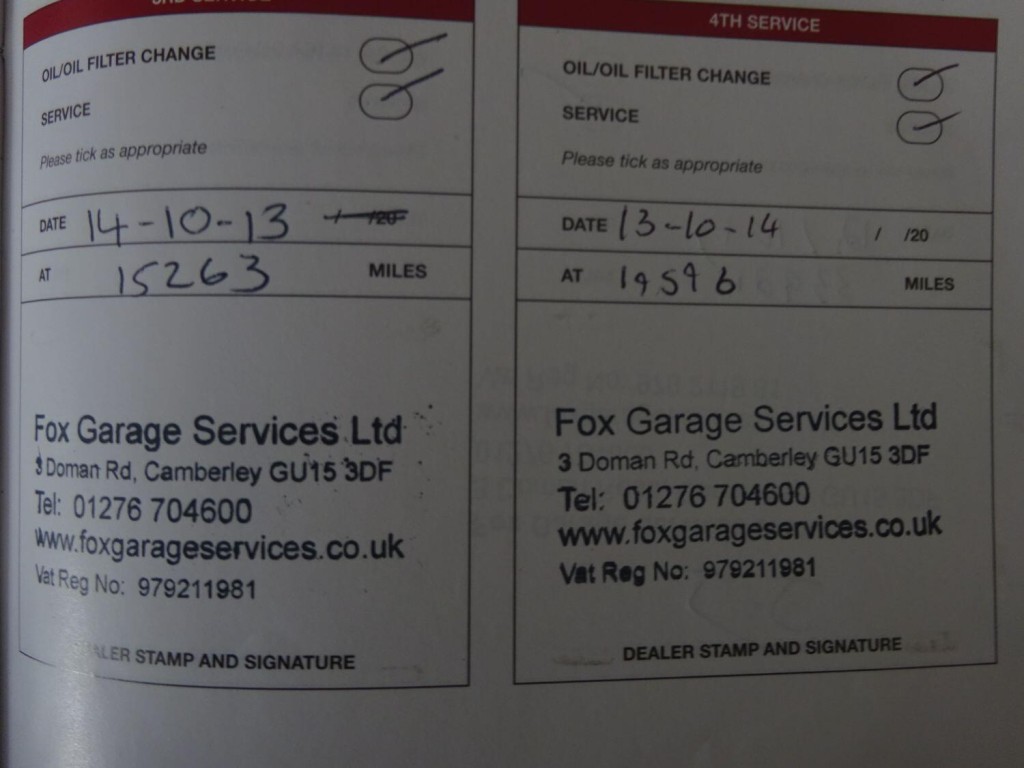 3RD SERVICE
OIL/OIL FILTER CHANGE
SERVICE
Please tick as appropriate
DATE 14-10-13 / /20
AT 15263 MILES
Fox Garage Services Ltd
3 Doman Rd, Camberley GU15 3DF
Tel: 01276 704600
www.foxgarageservices.co.uk
Vat Reg No: 979211981
DEALER STAMP AND SIGNATURE
4TH SERVICE
OIL/OIL FILTER CHANGE
SERVICE
Please tick as appropriate
DATE 13-10-14 / /20
AT 19596 MILES
Fox Garage Services Ltd
3 Doman Rd, Camberley GU15 3DF
Tel: 01276 704600
www.foxgarageservices.co.uk
Vat Reg No: 979211981
DEALER STAMP AND SIGNATURE